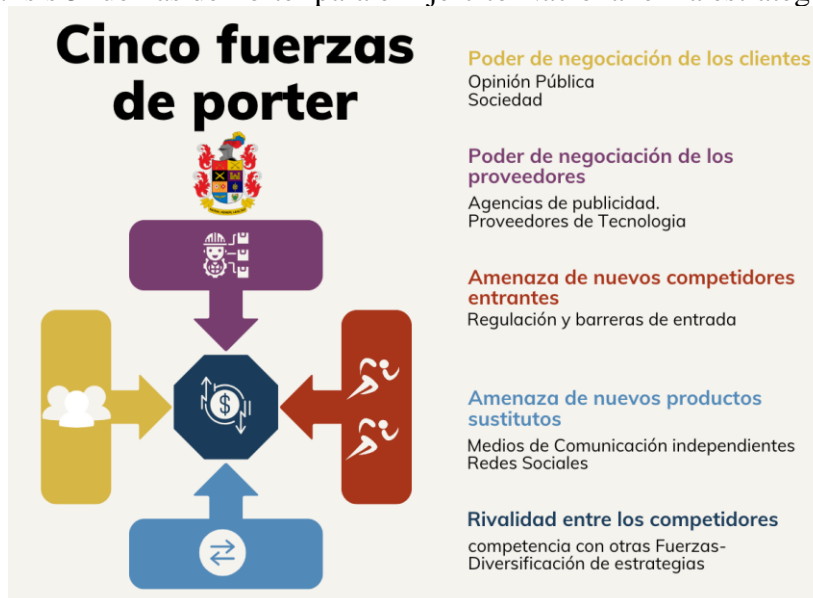 Cinco fuerzas
de porter
Poder de negociación de los clientes
Opinión Pública
Sociedad
Poder de negociación de los
proveedores
Agencias de publicidad.
Proveedores de Tecnologia
Amenaza de nuevos competidores
entrantes
Regulación y barreras de entrada
Amenaza de nuevos productos
sustitutos
Medios de Comunicación independientes
Redes Sociales
Rivalidad entre los competidores
competencia con otras Fuerzas-
Diversificación de estrategias
$